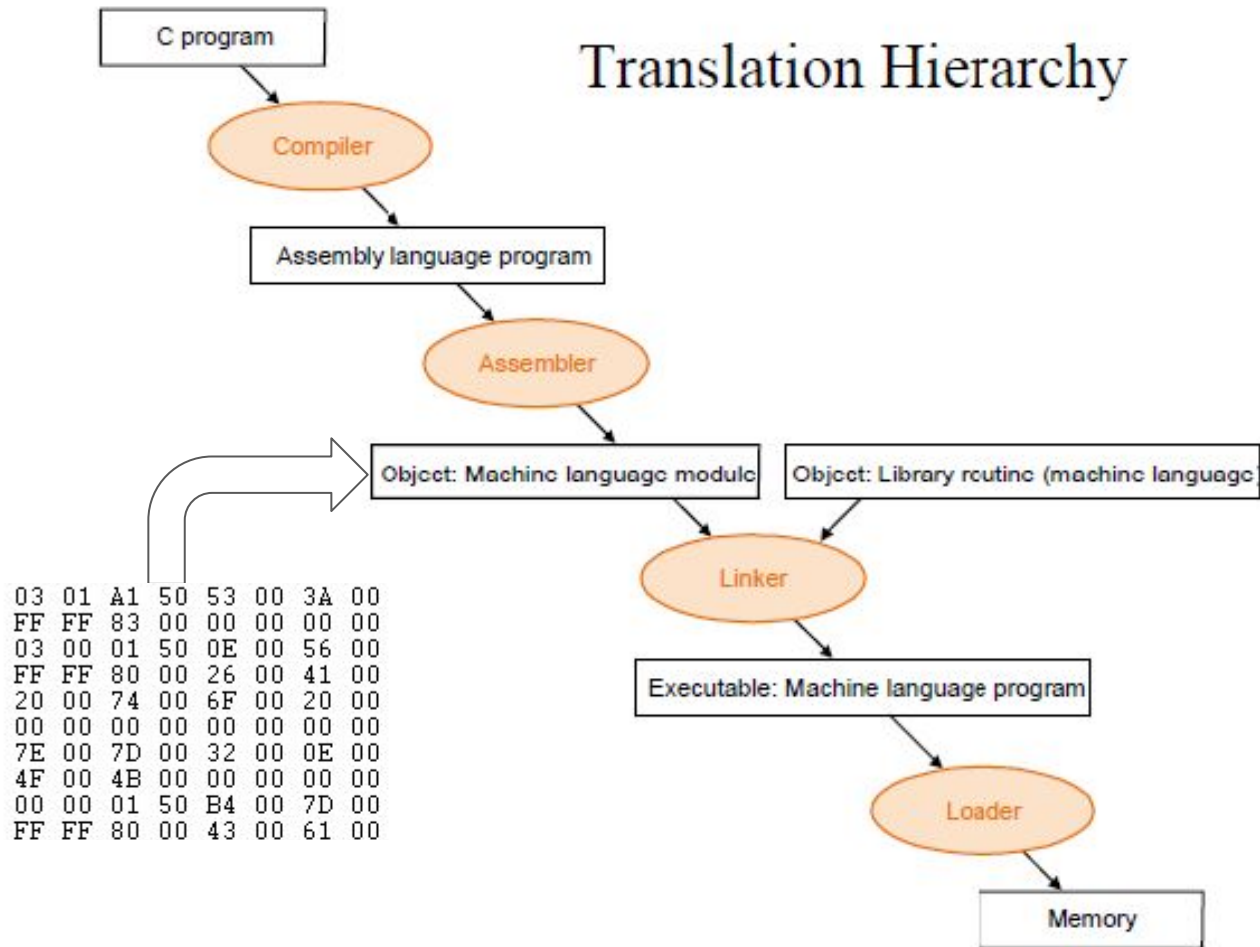 C program
Translation Hierarchy
Compiler
Assembly language program
Assembler
Object: Machine language module
Object: Library routine (machine language)
Linker
03 01 A1 50 53 00 3A 00
FF FF 83 00 00 00 00 00
03 00 01 50 0E 00 56 00
FF FF 80 00 26 00 41 00
20 00 74 00 6F 00 20 00
00 00 00 00 00 00 00 00
7E 00 7D 00 32 00 0E 00
4F 00 4B 00 00 00 00 00
00 00 01 50 B4 00 7D 00
FF FF 80 00 43 00 61 00
Executable: Machine language program
Loader
Memory